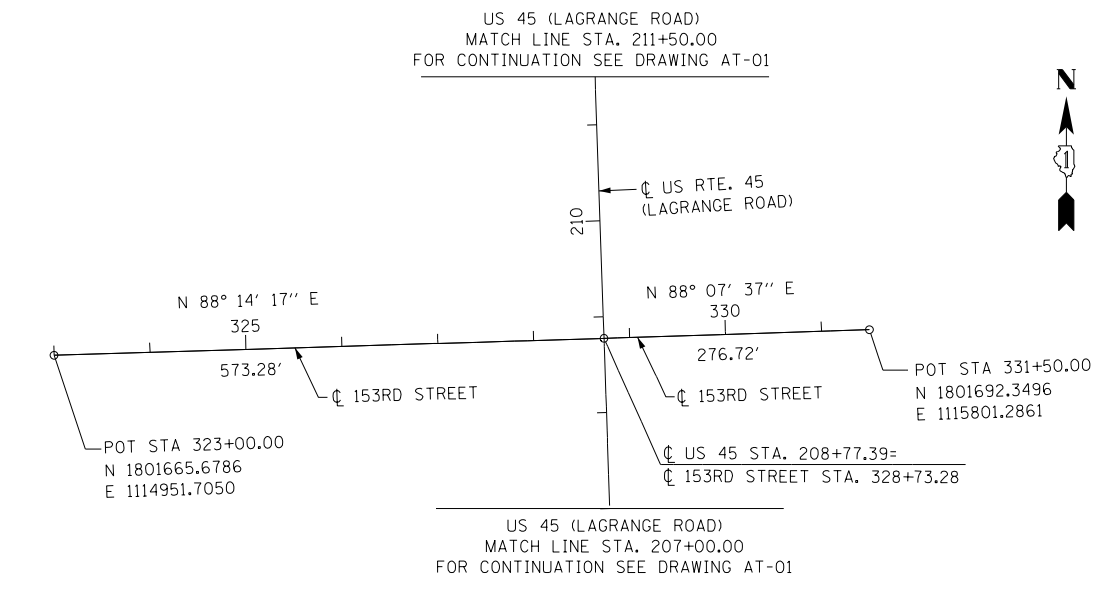 US 45 (LAGRANGE ROAD)
MATCH LINE STA. 211+50.00
FOR CONTINUATION SEE DRAWING AT-01
N
1
℄ US RTE. 45
(LAGRANGE ROAD)
210
N 88° 14' 17'' E
325
573.28'
℄ 153RD STREET
N 88° 07' 37'' E
330
276.72'
℄ 153RD STREET
POT STA 331+50.00
N 1801692.3496
E 1115801.2861
POT STA 323+00.00
N 1801665.6786
E 1114951.7050
℄ US 45 STA. 208+77.39=
℄ 153RD STREET STA. 328+73.28
US 45 (LAGRANGE ROAD)
MATCH LINE STA. 207+00.00
FOR CONTINUATION SEE DRAWING AT-01